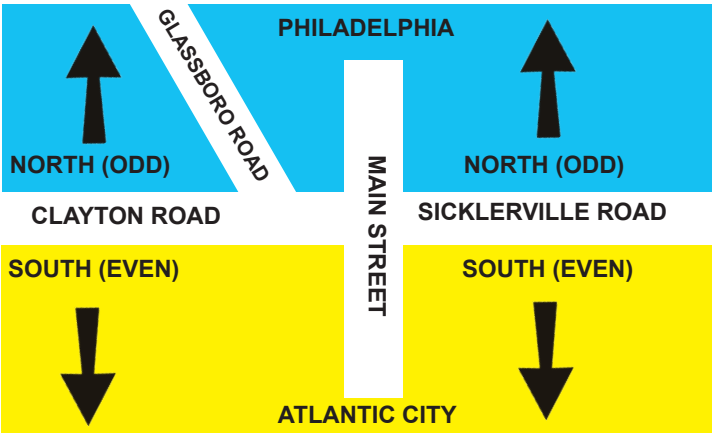 GLASSBORO ROAD
PHILADELPHIA
NORTH (ODD)
NORTH (ODD)
MAIN STREET
CLAYTON ROAD
SICKLERVILLE ROAD
SOUTH (EVEN)
SOUTH (EVEN)
ATLANTIC CITY